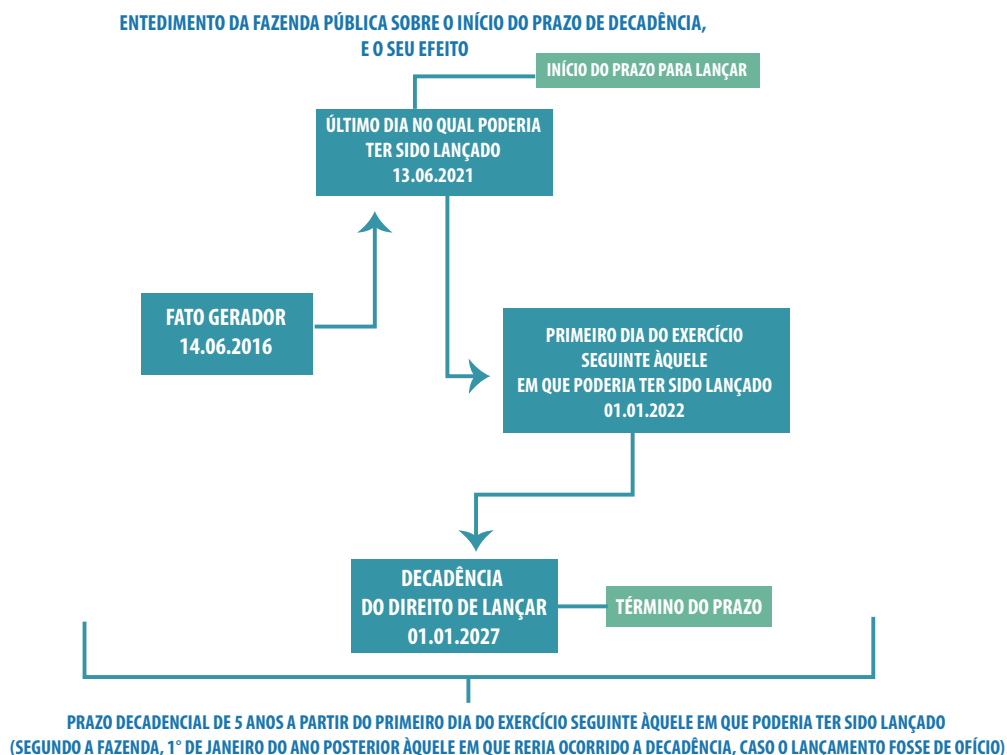 ENTEDIMENTO DA FAZENDA PÚBLICA SOBRE O INÍCIO DO PRAZO DE DECADÊNCIA,
E O SEU EFEITO
INÍCIO DO PRAZO PARA LANÇAR
ÚLTIMO DIA NO QUAL PODERIA
TER SIDO LANÇADO
13.06.2021
FATO GERADOR
14.06.2016
PRIMEIRO DIA DO EXERCÍCIO
SEGUINTE ÀQUELE
EM QUE PODERIA TER SIDO LANÇADO
01.01.2022
DECADÊNCIA
DO DIREITO DE LANÇAR
01.01.2027
TÉRMINO DO PRAZO
PRAZO DECADENCIAL DE 5 ANOS A PARTIR DO PRIMEIRO DIA DO EXERCÍCIO SEGUINTE ÀQUELE EM QUE PODERIA TER SIDO LANÇADO
(SEGUNDO A FAZENDA, 1° DE JANEIRO DO ANO POSTERIOR ÀQUELE EM QUE RERIA OCORRIDO A DECADÊNCIA, CASO O LANÇAMENTO FOSSE DE OFÍCIO)